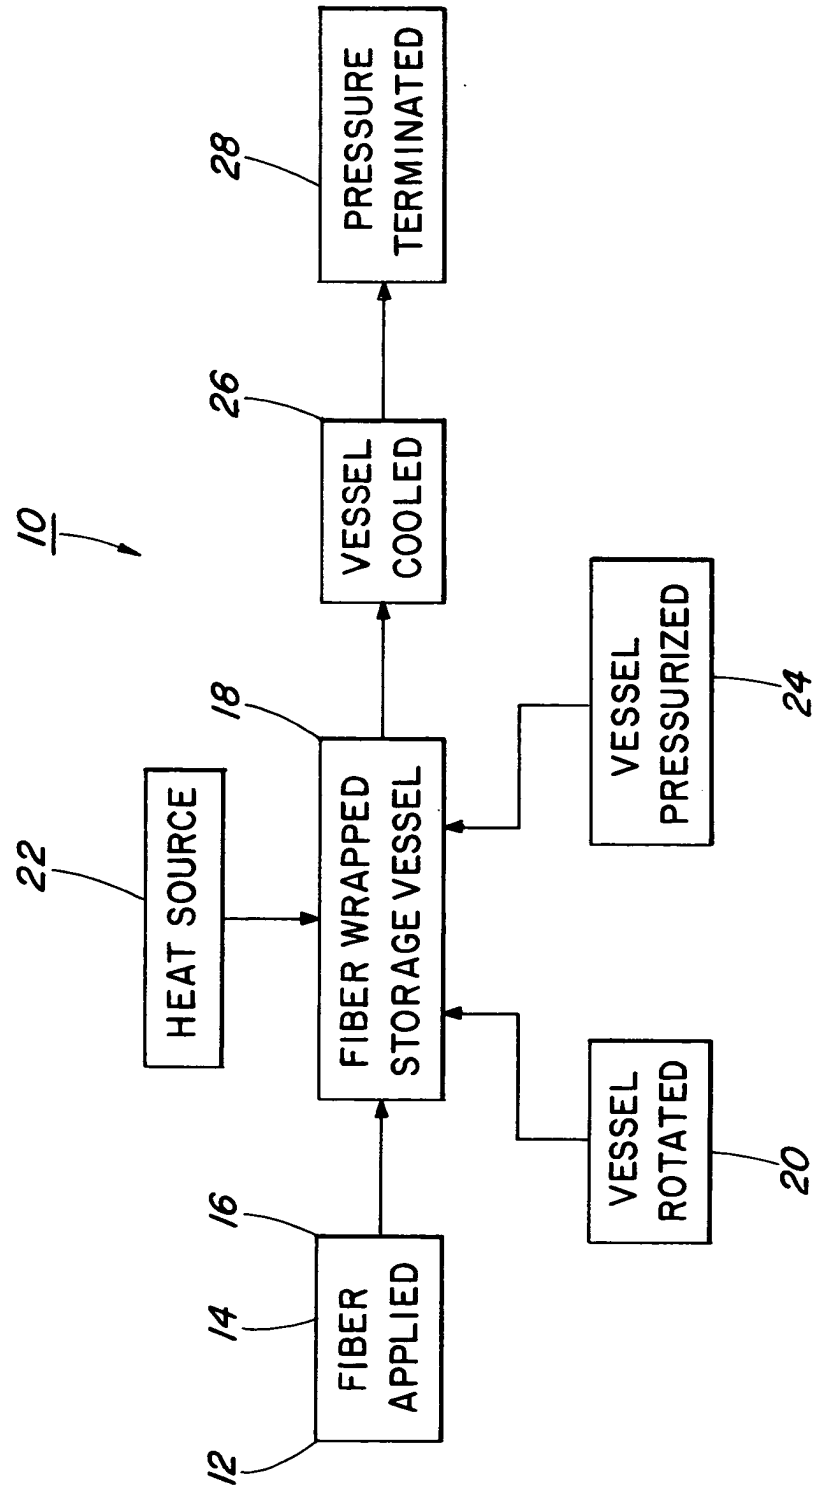 10
22
HEAT SOURCE
12
14
16
FIBER
APPLIED
18
FIBER WRAPPED
STORAGE VESSEL
26
VESSEL
COOLED
28
PRESSURE
TERMINATED
VESSEL
ROTATED
20
VESSEL
PRESSURIZED
24